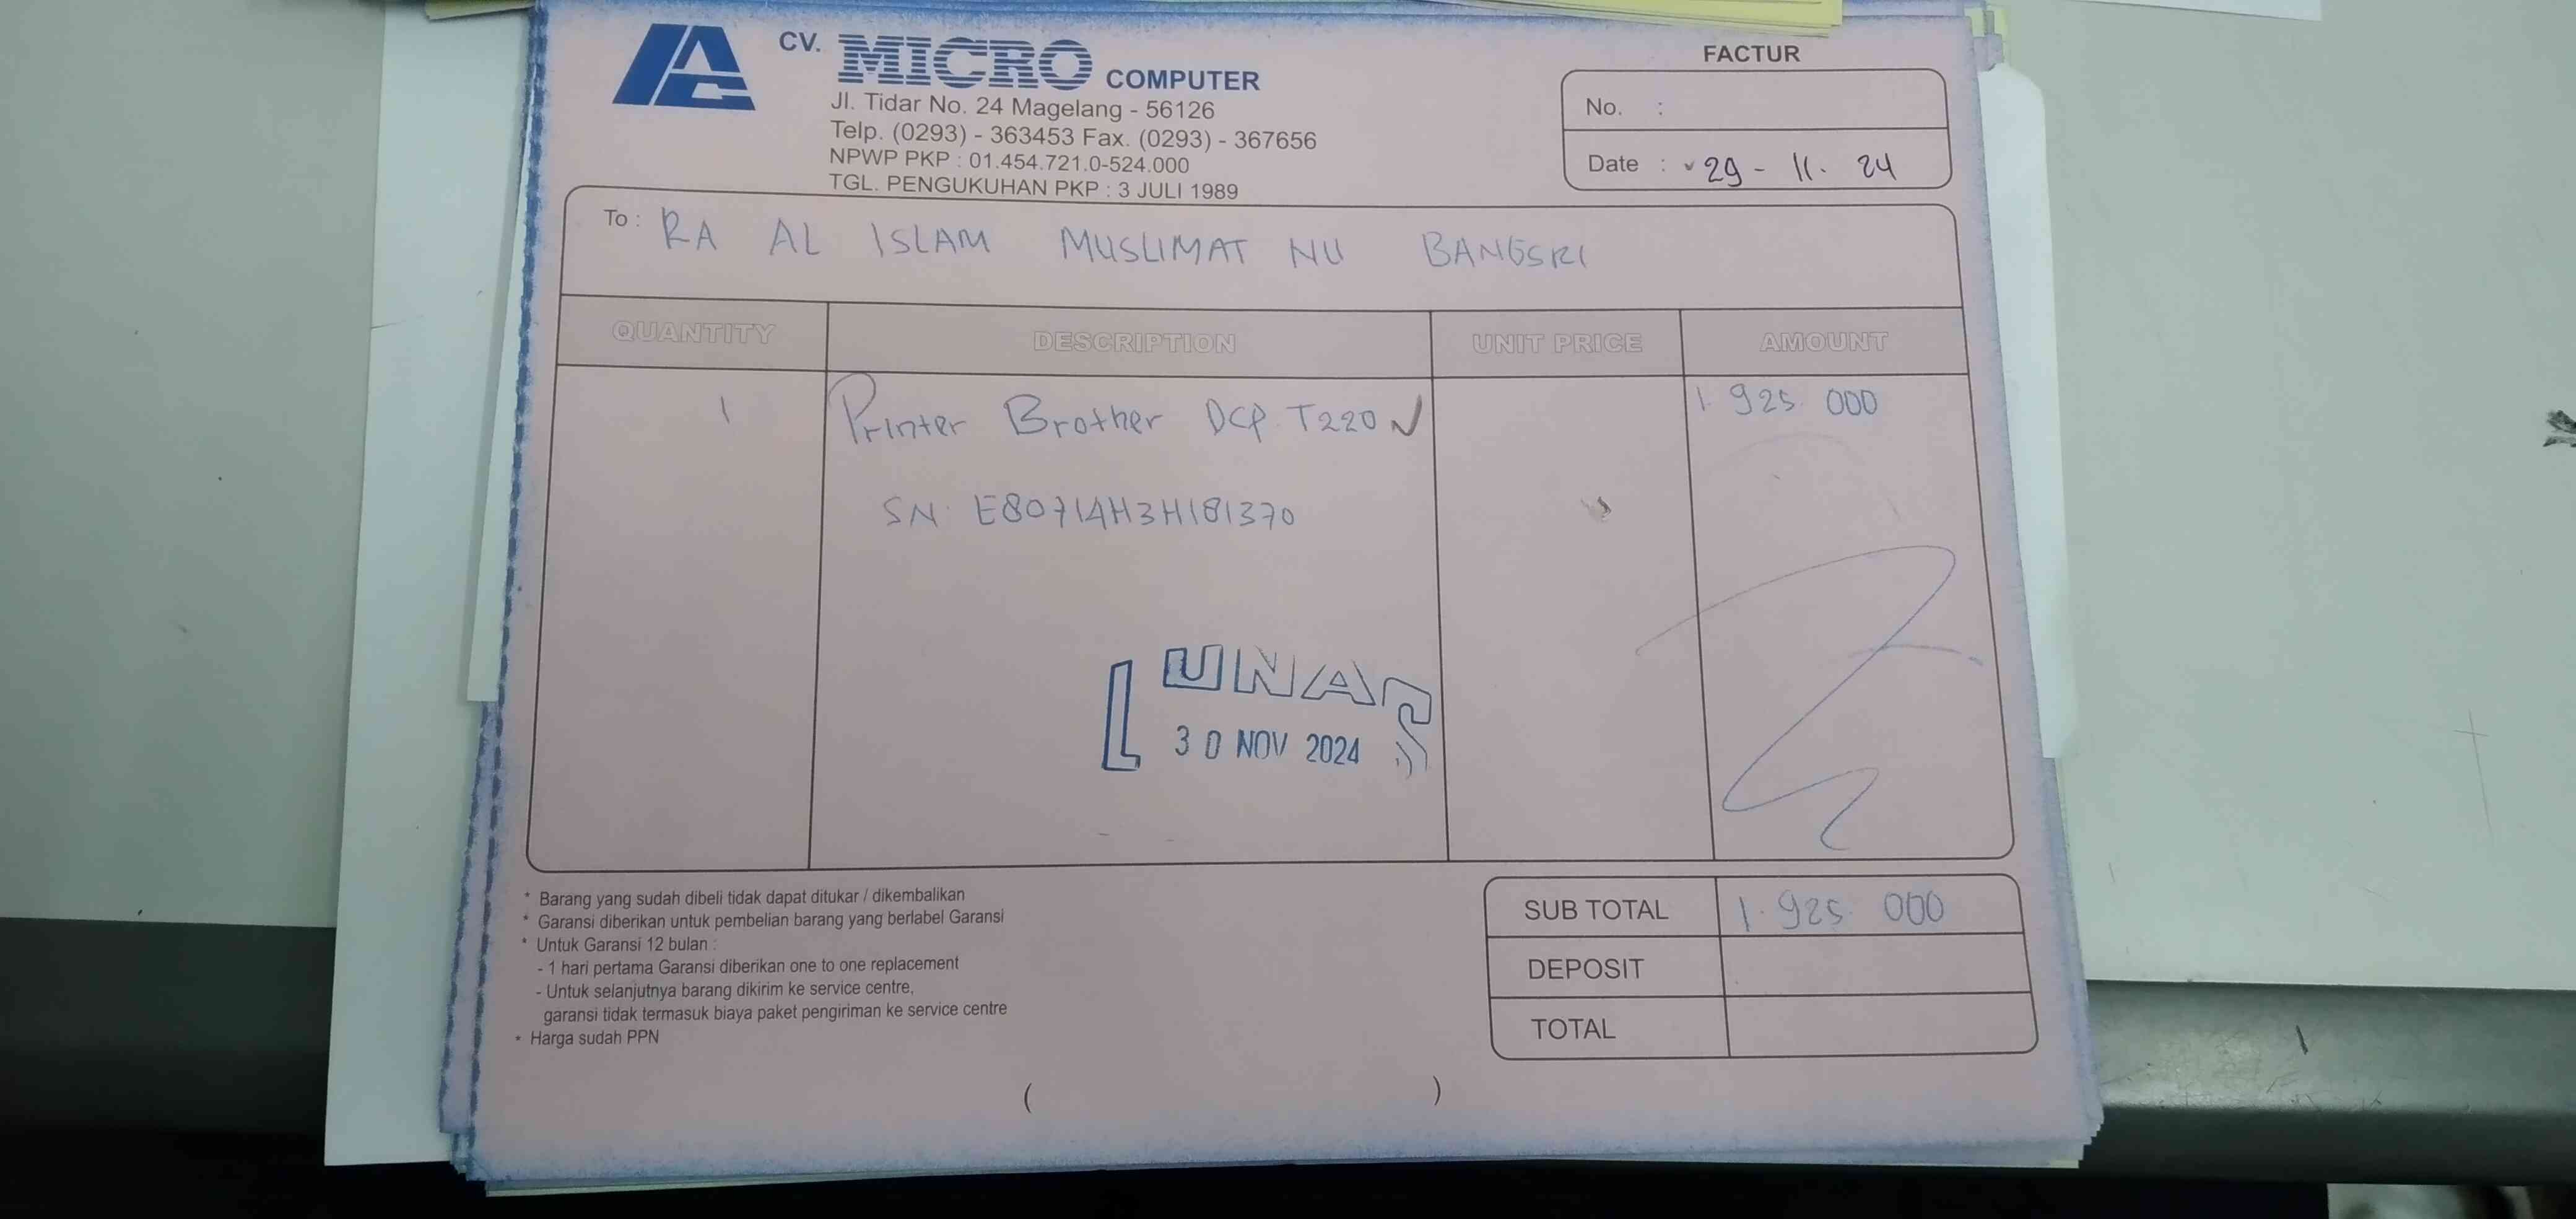 CV. MICRO COMPUTER
Jl. Tidar No. 24 Magelang - 56126
Telp. (0293) - 363453 Fax. (0293) - 367656
NPWP PKP : 01.454.721.0-524.000
TGL. PENGUKUHAN PKP : 3 JULI 1989
FACTUR
No. :
Date : 29 - 11. 24
To : RA AL ISLAM MUSLIMAT NU BANGSRI
QUANTITY DESCRIPTION UNIT PRICE AMOUNT
1 Printer Brother DCP T220 1. 925. 000
SN. E80714H3H181370
LUNAS
30 NOV 2024
* Barang yang sudah dibeli tidak dapat ditukar / dikembalikan
* Garansi diberikan untuk pembelian barang yang berlabel Garansi
* Untuk Garansi 12 bulan :
- 1 hari pertama Garansi diberikan one to one replacement
- Untuk selanjutnya barang dikirim ke service centre,
garansi tidak termasuk biaya paket pengiriman ke service centre
* Harga sudah PPN
SUB TOTAL 1. 925. 000
DEPOSIT
TOTAL
( )